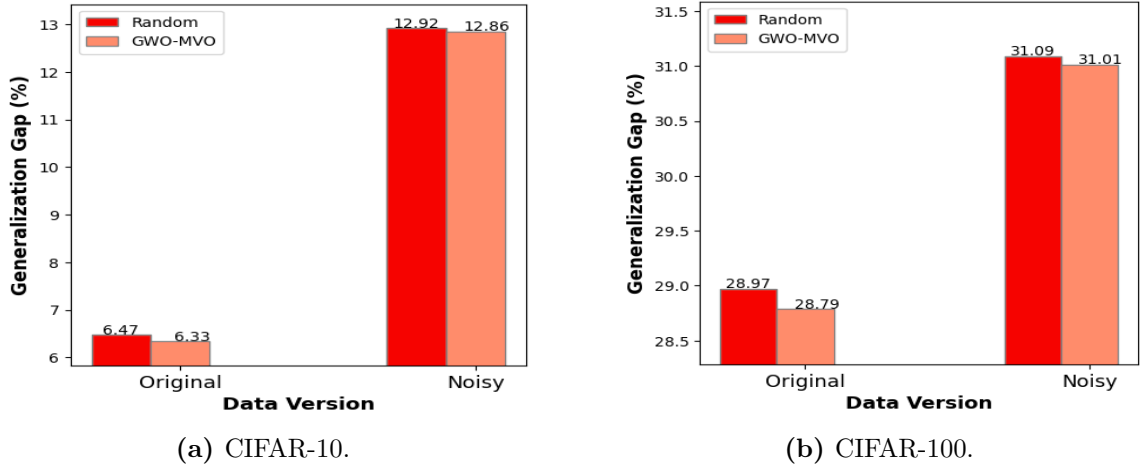 Random
GWO-MVO
13
12
11
10
9
8
7
6
Generalization Gap (%)
12.92
12.86
6.47
6.33
Original
Noisy
Data Version
(a) CIFAR-10.
Random
GWO-MVO
31.5
31.0
30.5
30.0
29.5
29.0
28.5
Generalization Gap (%)
31.09
31.01
28.97
28.79
Original
Noisy
Data Version
(b) CIFAR-100.